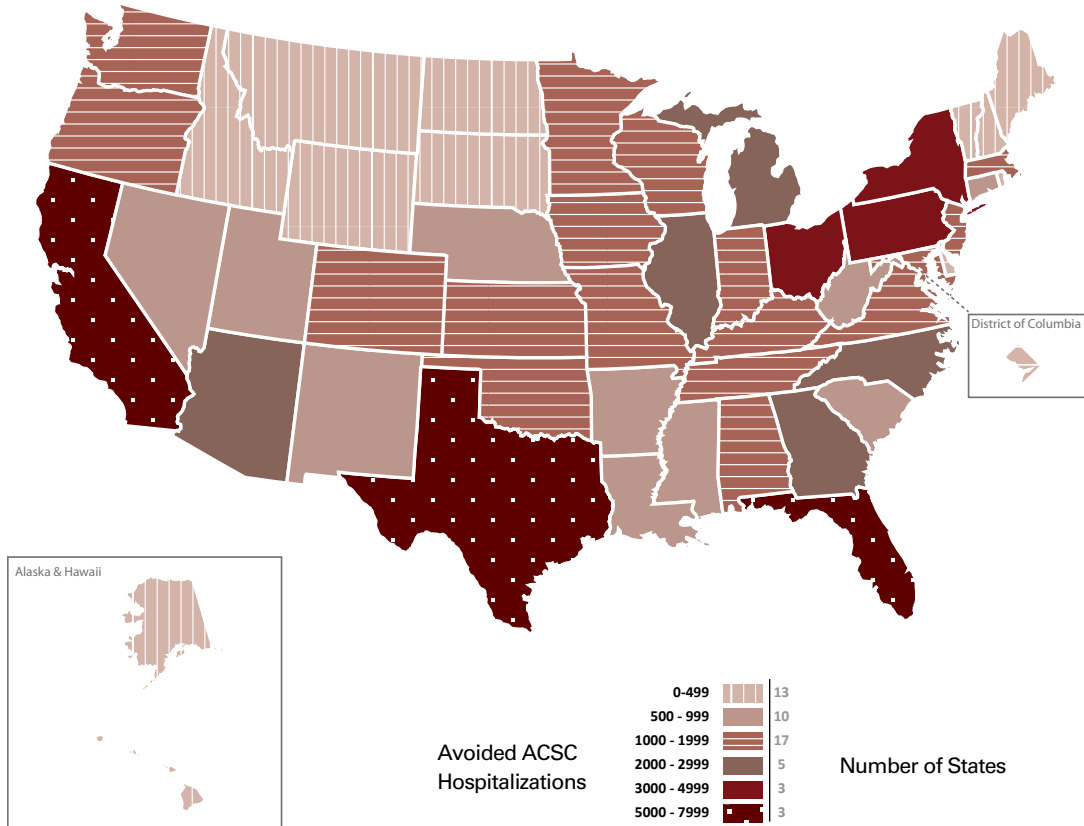 District of Columbia
Alaska & Hawaii
0-499 13
500 - 999 10
1000 - 1999 17
2000 - 2999 5
3000 - 4999 3
5000 - 7999 3
Avoided ACSC
Hospitalizations
Number of States